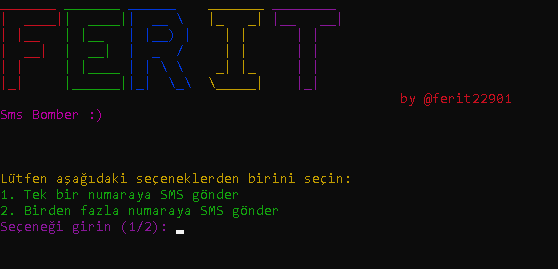 FERIT
by @ferit22901
Sms Bomber :)
Lütfen aşağıdaki seçeneklerden birini seçin:
1. Tek bir numaraya SMS gönder
2. Birden fazla numaraya SMS gönder
Seçeneği girin (1/2):